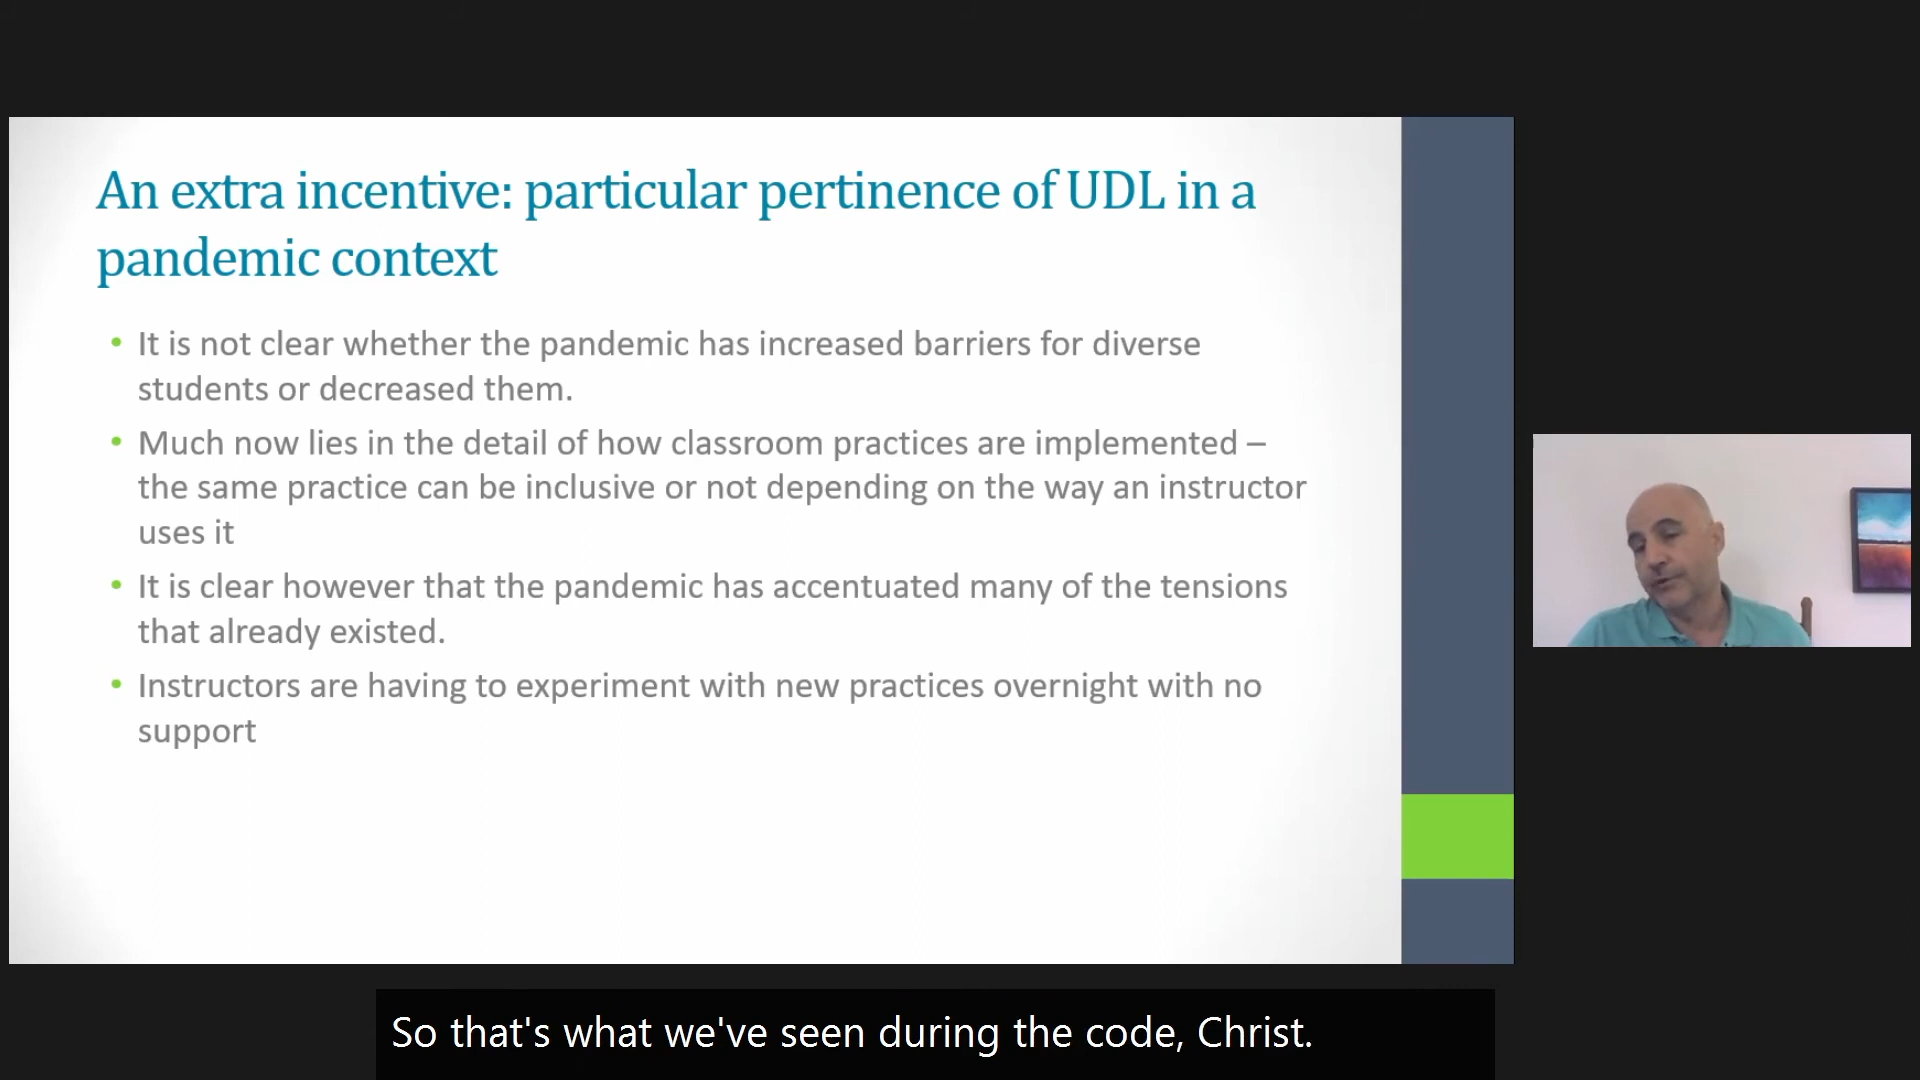 An extra incentive: particular pertinence of UDL in a
pandemic context
• It is not clear whether the pandemic has increased barriers for diverse
students or decreased them.
• Much now lies in the detail of how classroom practices are implemented –
the same practice can be inclusive or not depending on the way an instructor
uses it
• It is clear however that the pandemic has accentuated many of the tensions
that already existed.
• Instructors are having to experiment with new practices overnight with no
support
So that's what we've seen during the code, Christ.